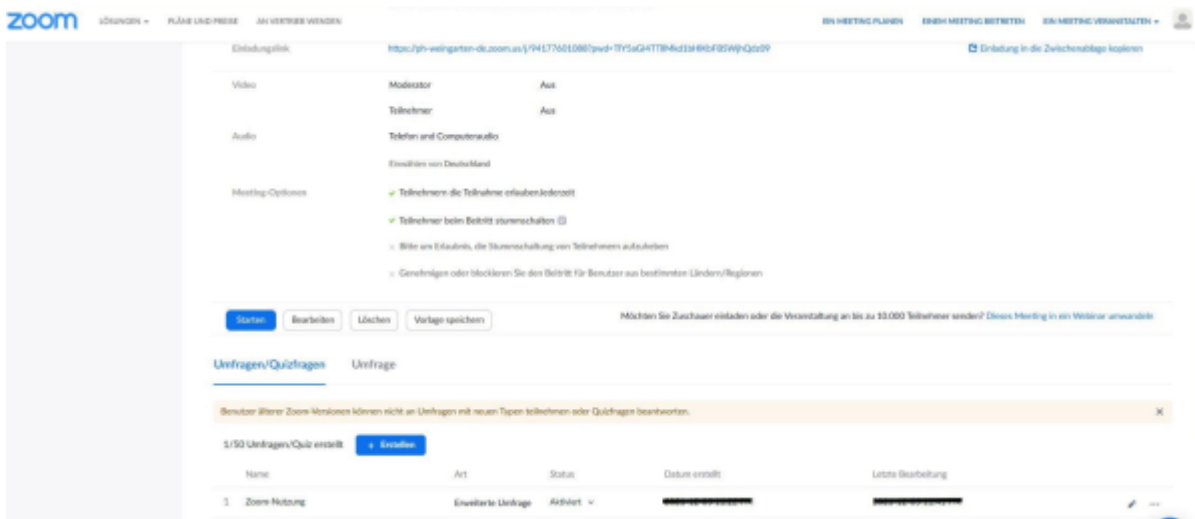 zoom LÖSUNGEN PLÄNE UND PREISE AN VERTRIEB WENDEN EIN MEETING PLANEN EINEM MEETING BEITRETEN EIN MEETING VERANSTALTEN
Einladungslink Einladung in die Zwischenablage kopieren
Video Moderator Aus
Teilnehmer Aus
Audio Telefon und Computeraudio
Einwählen von Deutschland
Meeting-Optionen Teilnehmern die Teilnahme erlauben Jederzeit
Teilnehmer beim Beitritt stummschalten
Bitte um Erlaubnis, die Stummschaltung von Teilnehmern aufzuheben
Genehmigen oder blockieren Sie den Beitritt für Benutzer aus bestimmten Ländern/Regionen
Starten Bearbeiten Löschen Vorlage speichern Möchten Sie Zuschauer einladen oder die Veranstaltung an bis zu 10.000 Teilnehmer senden? Dieses Meeting in ein Webinar umwandeln
Umfragen/Quizfragen Umfrage
Benutzer älterer Zoom-Versionen können nicht an Umfragen mit neuen Typen teilnehmen oder Quizfragen beantworten.
1/50 Umfragen/Quiz erstellt + Erstellen
Name Art Status Datum erstellt Letzte Bearbeitung
1 Zoom Nutzung Erweiterte Umfrage Aktiviert